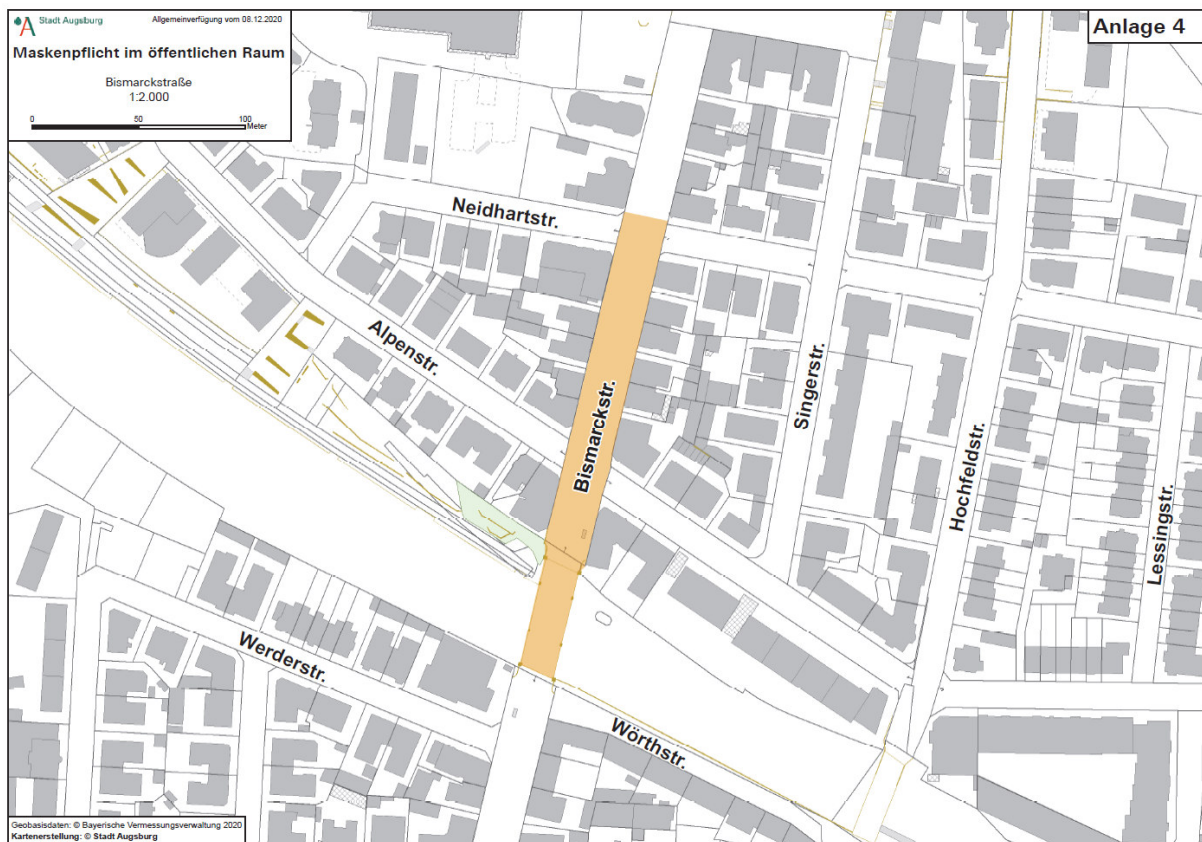 Stadt Augsburg
Allgemeinverfügung vom 08.12.2020
Maskenpflicht im öffentlichen Raum
Bismarckstraße
1:2.000
0 50 100
Meter
Anlage 4
Neidhartstr.
Alpenstr.
Bismarckstr.
Singerstr.
Hochfeldstr.
Lessingstr.
Werderstr.
Wörthstr.
Geobasisdaten: © Bayerische Vermessungsverwaltung 2020
Kartenerstellung: © Stadt Augsburg